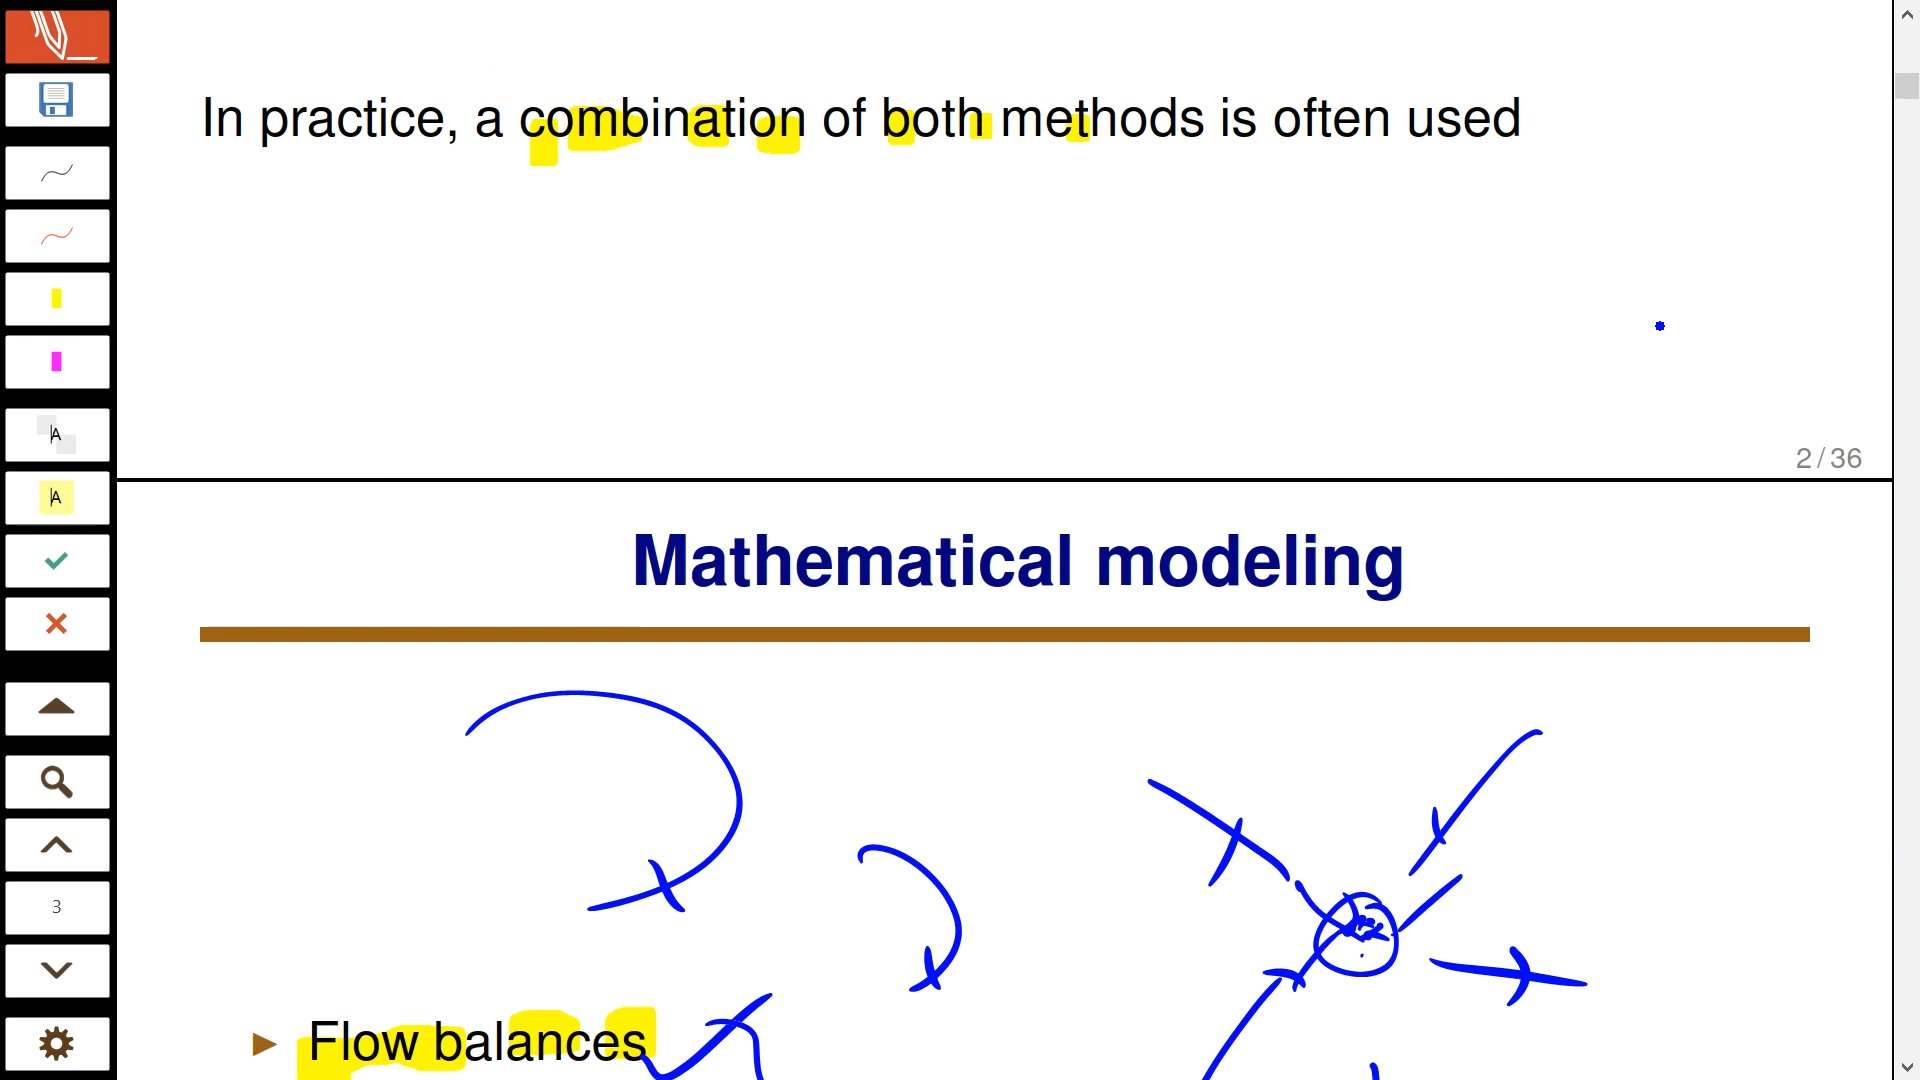 In practice, a combination of both methods is often used
2/36
Mathematical modeling
Flow balances
A
A
3